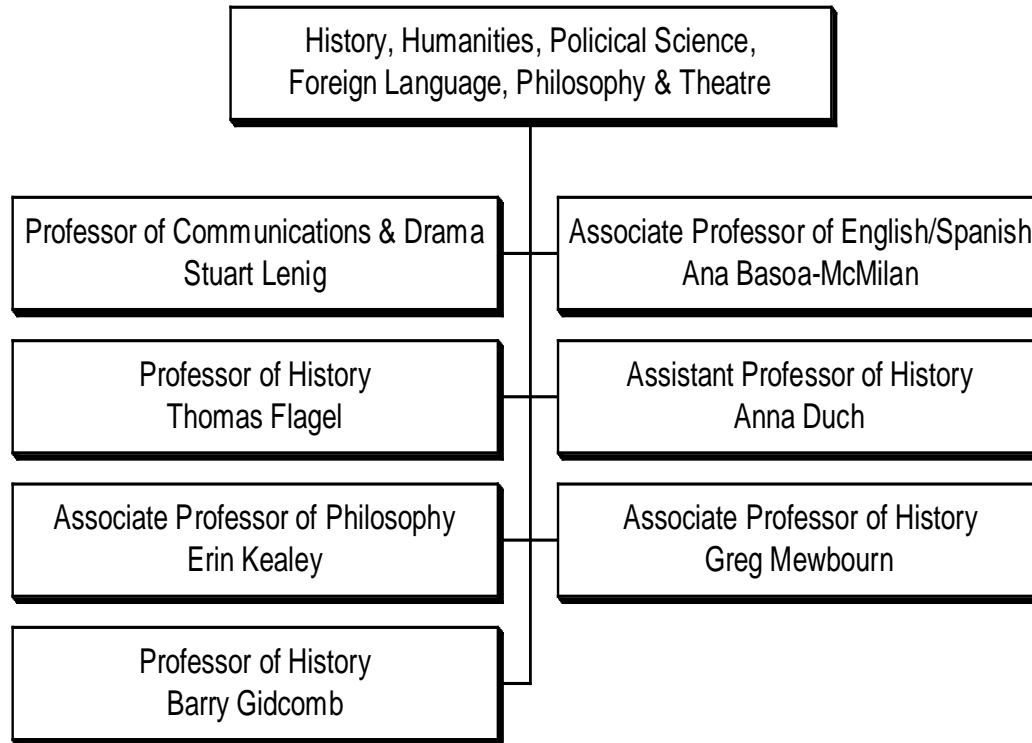 History, Humanities, Policical Science,
Foreign Language, Philosophy & Theatre
Professor of Communications & Drama
Stuart Lenig
Associate Professor of English/Spanish
Ana Basoa-McMilan
Professor of History
Thomas Flagel
Assistant Professor of History
Anna Duch
Associate Professor of Philosophy
Erin Kealey
Associate Professor of History
Greg Mewbourn
Professor of History
Barry Gidcomb